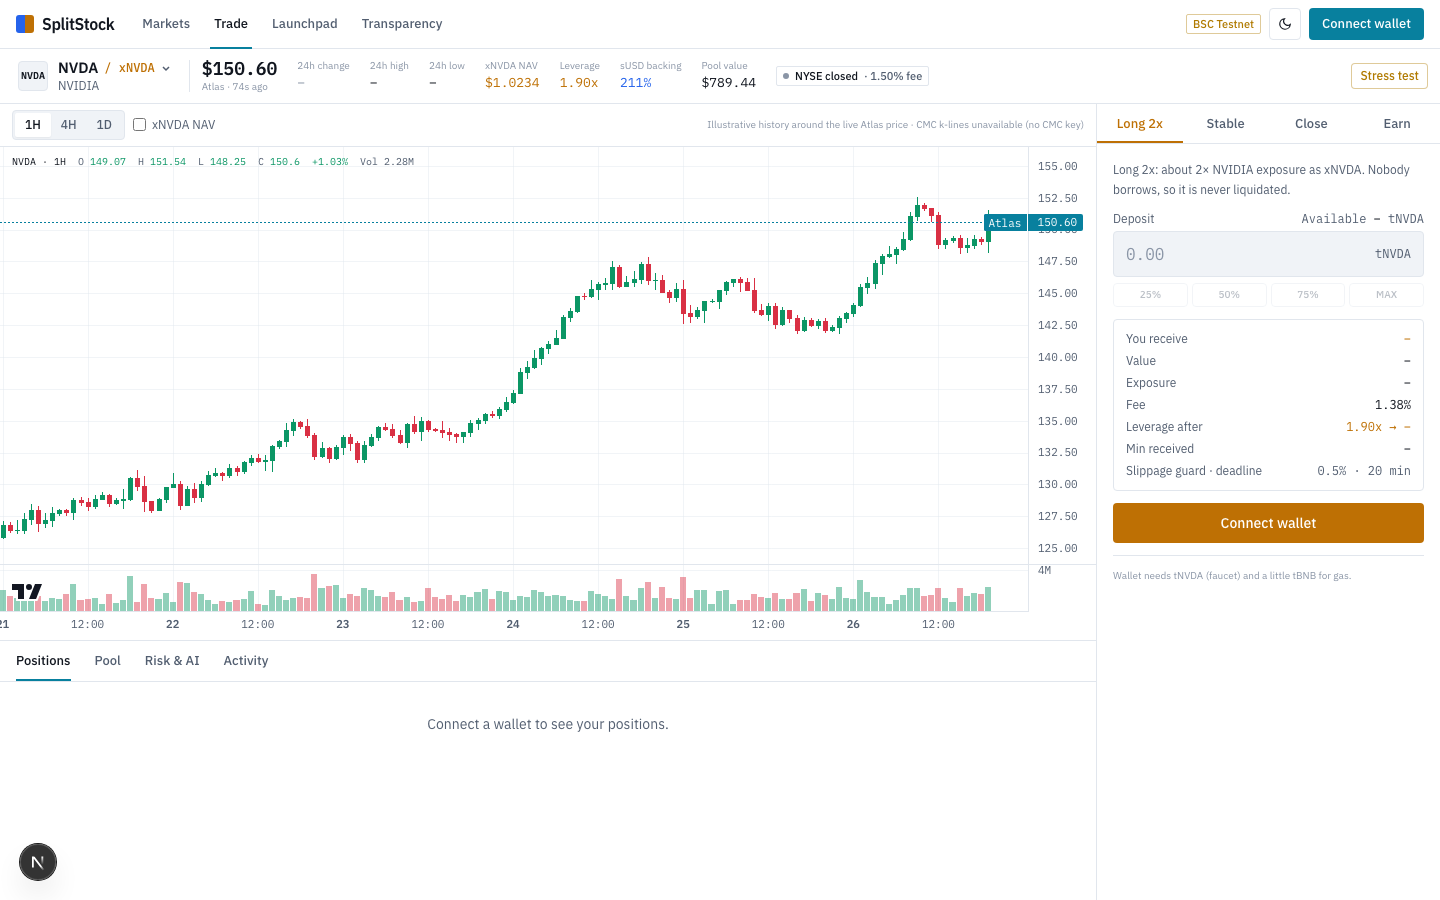 SplitStock Markets Trade Launchpad Transparency BSC Testnet Connect wallet
NVDA NVDA / xNVDA $150.60 24h change 24h high 24h low xNVDA NAV Leverage sUSD backing Pool value NYSE closed · 1.50% fee Stress test
NVIDIA Atlas · 74s ago – – – $1.0234 1.90x 211% $789.44
1H 4H 1D xNVDA NAV Illustrative history around the live Atlas price · CMC k-lines unavailable (no CMC key)
NVDA · 1H O 149.07 H 151.54 L 148.25 C 150.6 +1.03% Vol 2.28M
155.00
152.50
Atlas 150.60
147.50
145.00
142.50
140.00
137.50
135.00
132.50
130.00
127.50
125.00
4M
21 12:00 22 12:00 23 12:00 24 12:00 25 12:00 26 12:00
Positions Pool Risk & AI Activity
Connect a wallet to see your positions.
N
Long 2x Stable Close Earn
Long 2x: about 2× NVIDIA exposure as xNVDA. Nobody
borrows, so it is never liquidated.
Deposit Available – tNVDA
0.00 tNVDA
25% 50% 75% MAX
You receive –
Value –
Exposure –
Fee 1.38%
Leverage after 1.90x → –
Min received –
Slippage guard · deadline 0.5% · 20 min
Connect wallet
Wallet needs tNVDA (faucet) and a little tBNB for gas.